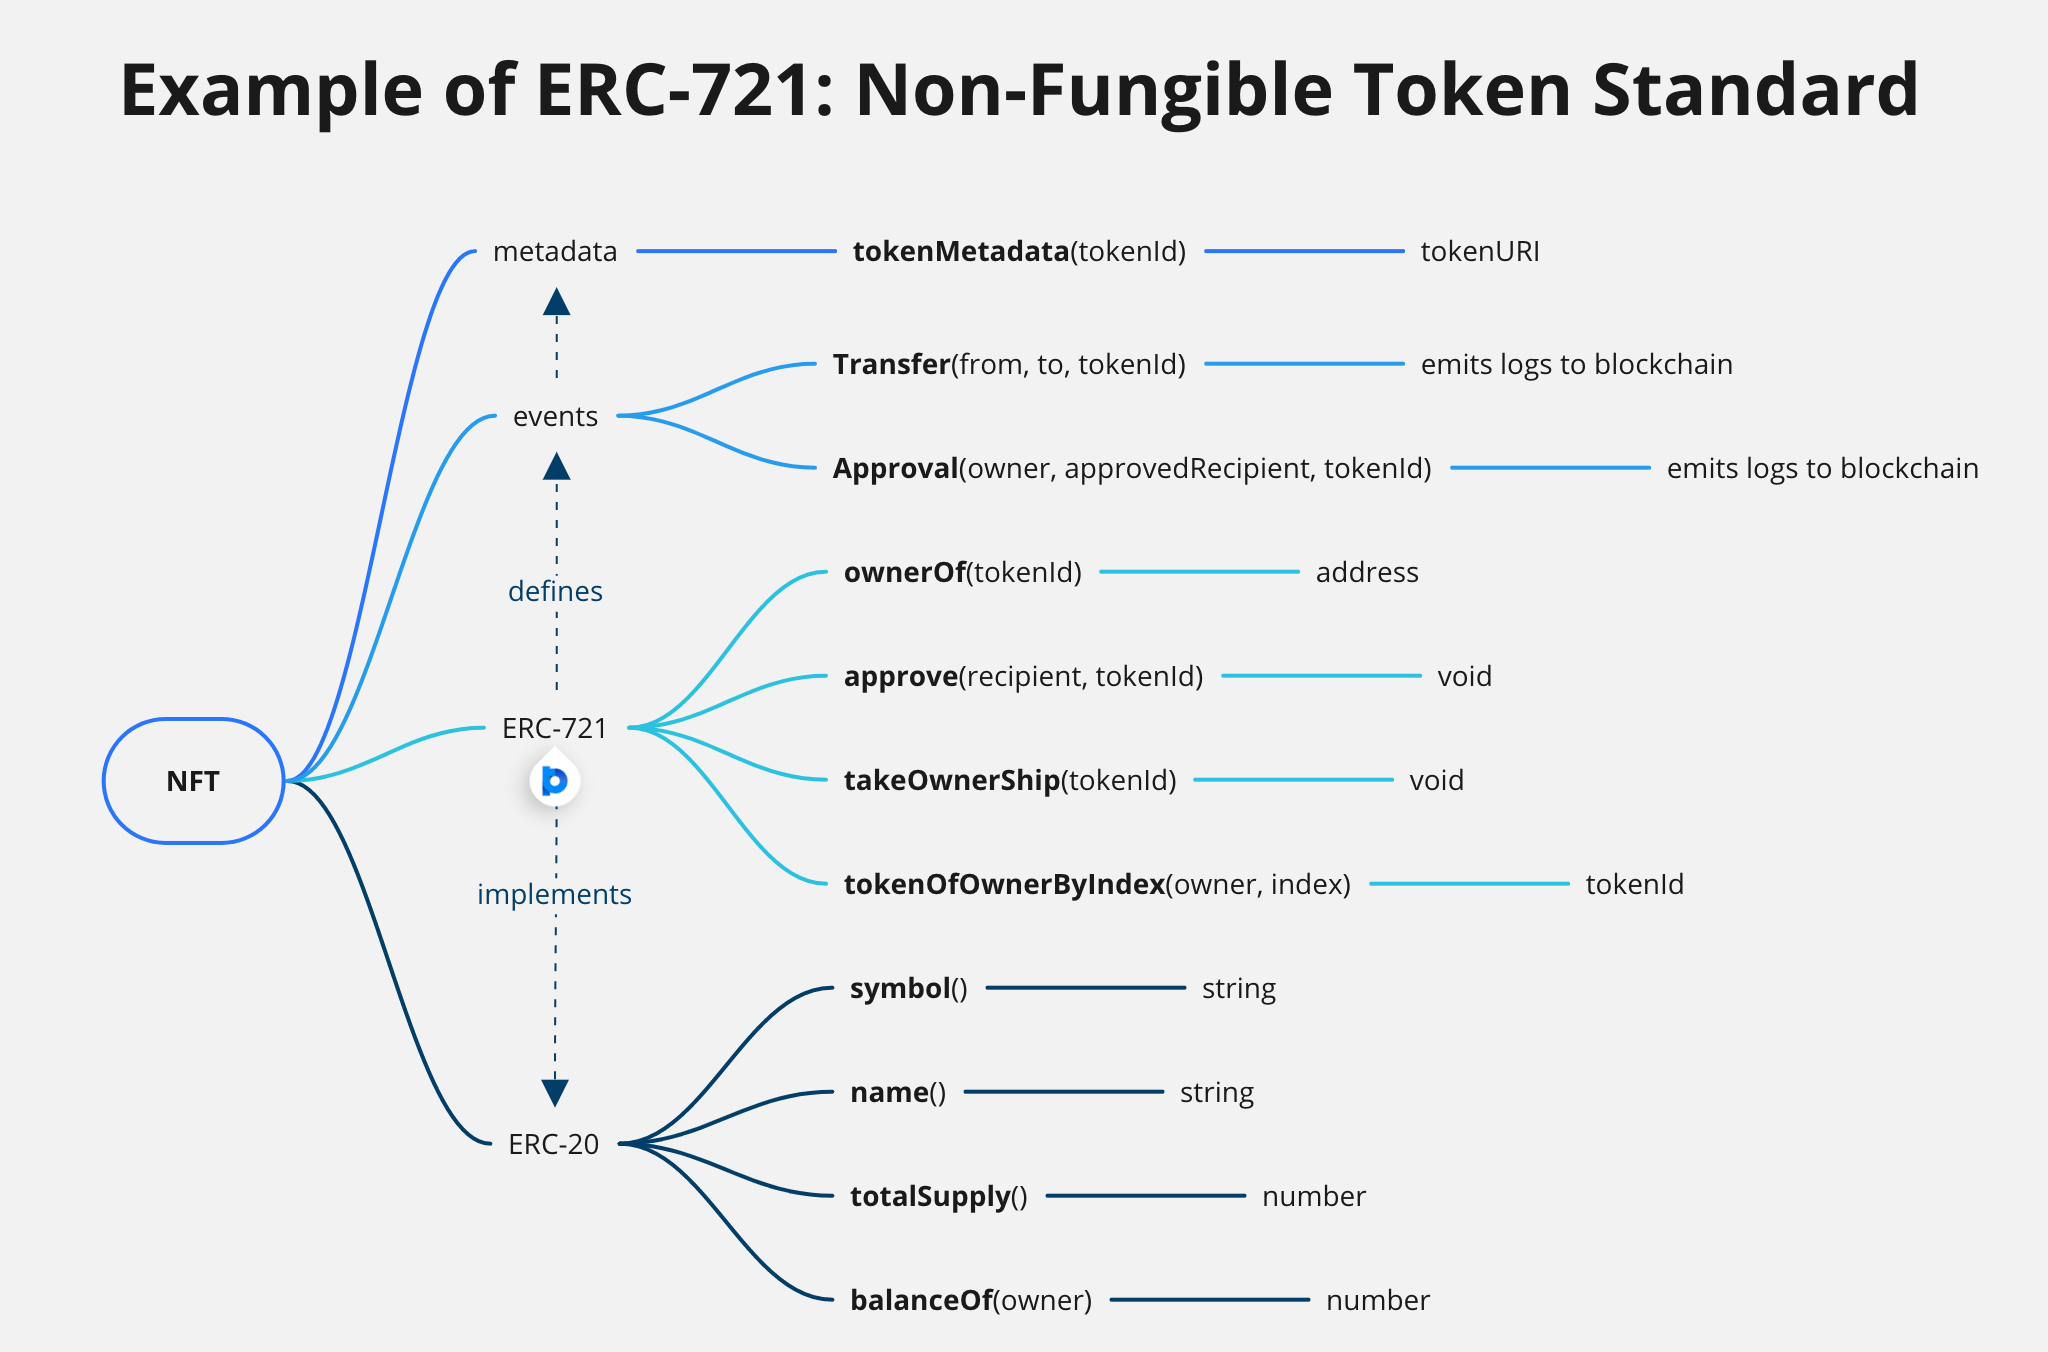 Example of ERC-721: Non-Fungible Token Standard
metadata
tokenMetadata(tokenId)
tokenURI
events
Transfer(from, to, tokenId)
emits logs to blockchain
Approval(owner, approvedRecipient, tokenId)
emits logs to blockchain
defines
NFT
ERC-721
ownerOf(tokenId)
address
approve(recipient, tokenId)
void
takeOwnerShip(tokenId)
void
tokenOfOwnerByIndex(owner, index)
tokenId
implements
ERC-20
symbol()
string
name()
string
totalSupply()
number
balanceOf(owner)
number